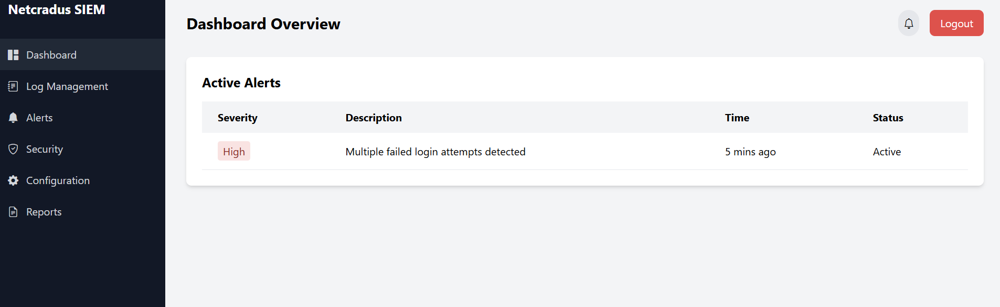 Netcradus SIEM
Dashboard
Log Management
Alerts
Security
Configuration
Reports
Dashboard Overview
Logout
Active Alerts
Severity Description Time Status
High Multiple failed login attempts detected 5 mins ago Active